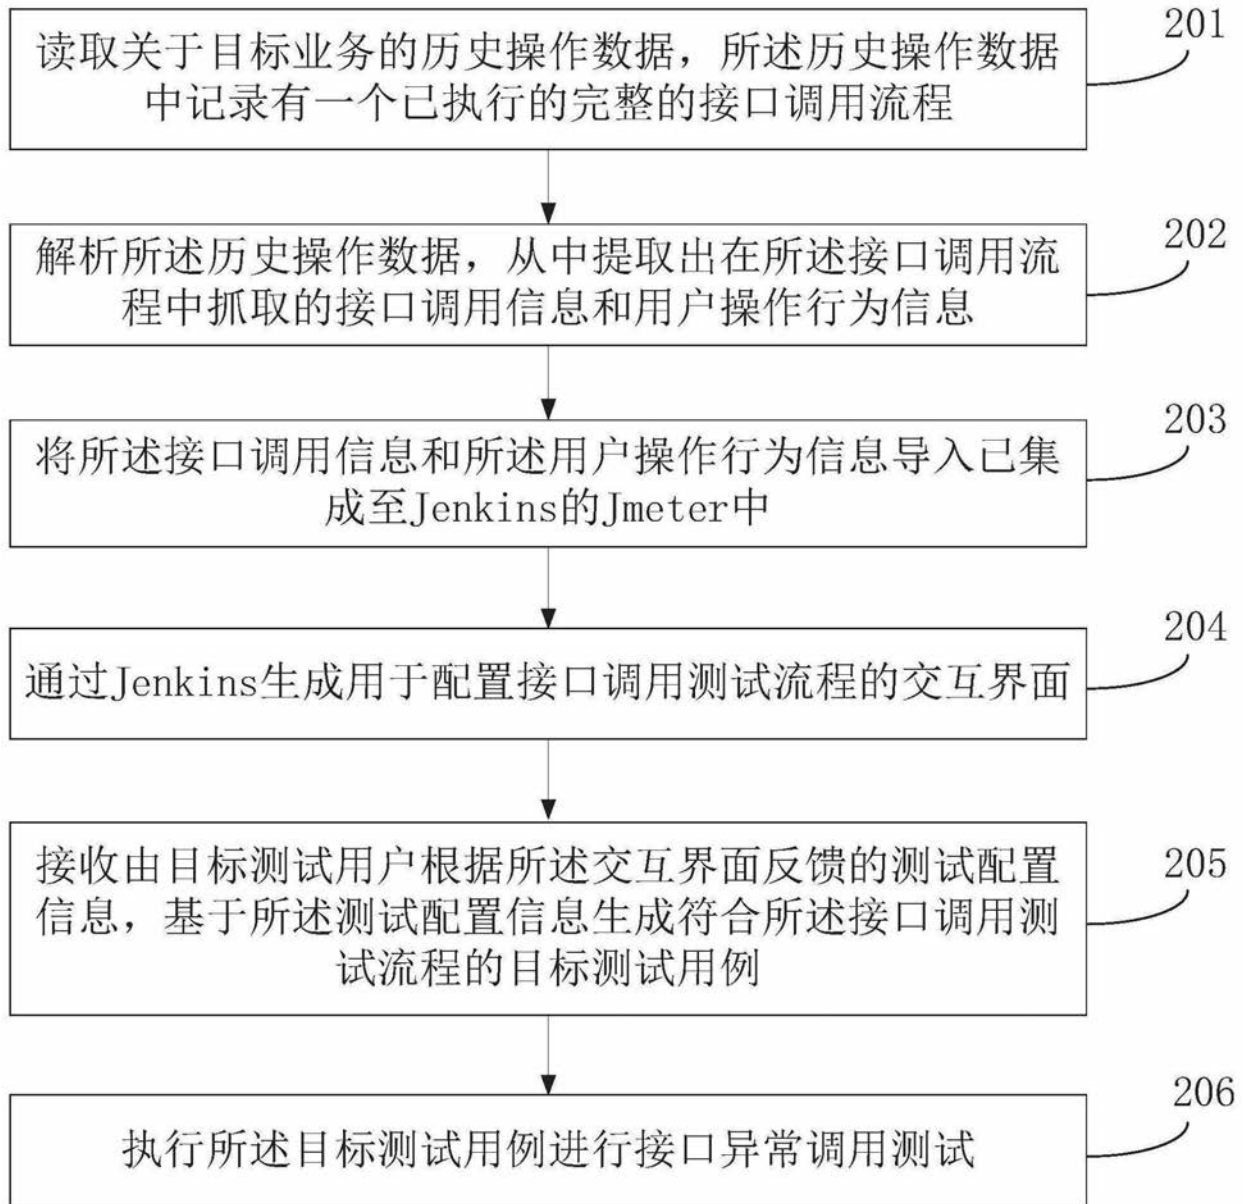 读取关于目标业务的历史操作数据，所述历史操作数据
中记录有一个已执行的完整的接口调用流程
201
解析所述历史操作数据，从中提取出在所述接口调用流
程中抓取的接口调用信息和用户操作行为信息
202
将所述接口调用信息和所述用户操作行为信息导入已集
成至Jenkins的Jmeter中
203
通过Jenkins生成用于配置接口调用测试流程的交互界面
204
接收由目标测试用户根据所述交互界面反馈的测试配置
信息，基于所述测试配置信息生成符合所述接口调用测
试流程的目标测试用例
205
执行所述目标测试用例进行接口异常调用测试
206